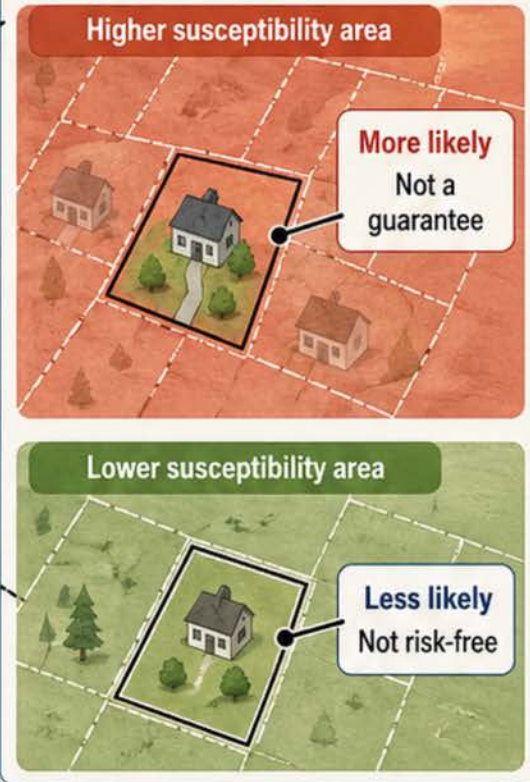 Higher susceptibility area
More likely
Not a
guarantee
Lower susceptibility area
Less likely
Not risk-free